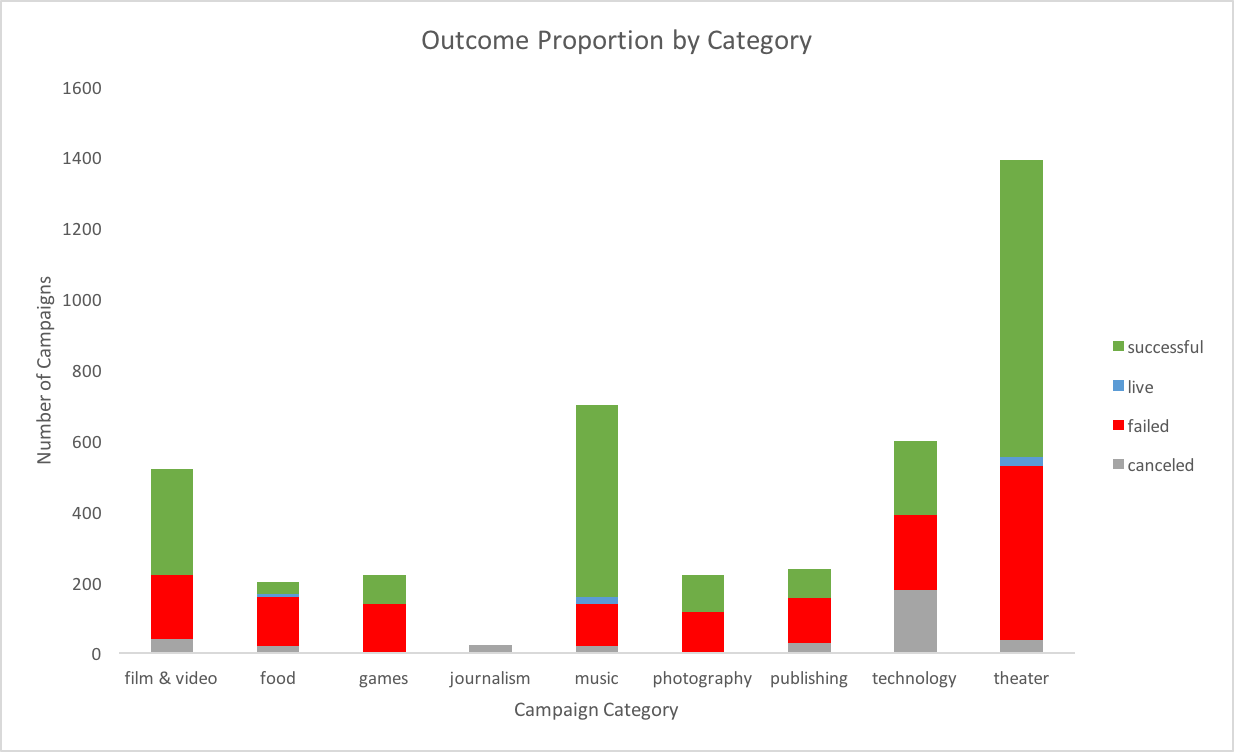 Outcome Proportion by Category
1600
1400
1200
1000
800
600
400
200
0
Number of Campaigns
film & video food games journalism music photography publishing technology theater
Campaign Category
successful
live
failed
canceled